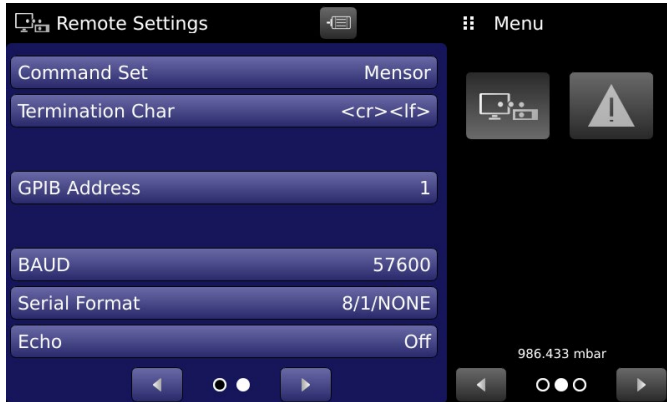 Remote Settings
Menu
Command Set Mensor
Termination Char <cr><lf>
GPIB Address 1
BAUD 57600
Serial Format 8/1/NONE
Echo Off
986.433 mbar